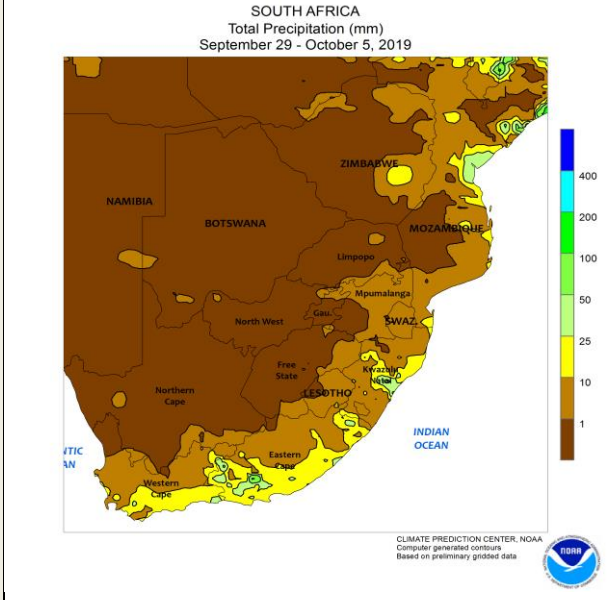 SOUTH AFRICA
Total Precipitation (mm)
September 29 - October 5, 2019
ZIMBABWE
NAMIBIA
BOTSWANA
MOZAMBIQUE
Limpopo
Mpumalanga
Gau.
North West
SWAZ.
Free
State
Kwazulu
Natal
Northern
Cape
LESOTHO
Eastern
Cape
Western
Cape
NTIC
AN
INDIAN
OCEAN
400
200
100
50
25
10
1
CLIMATE PREDICTION CENTER, NOAA
Computer generated contours
Based on preliminary gridded data
NOAA